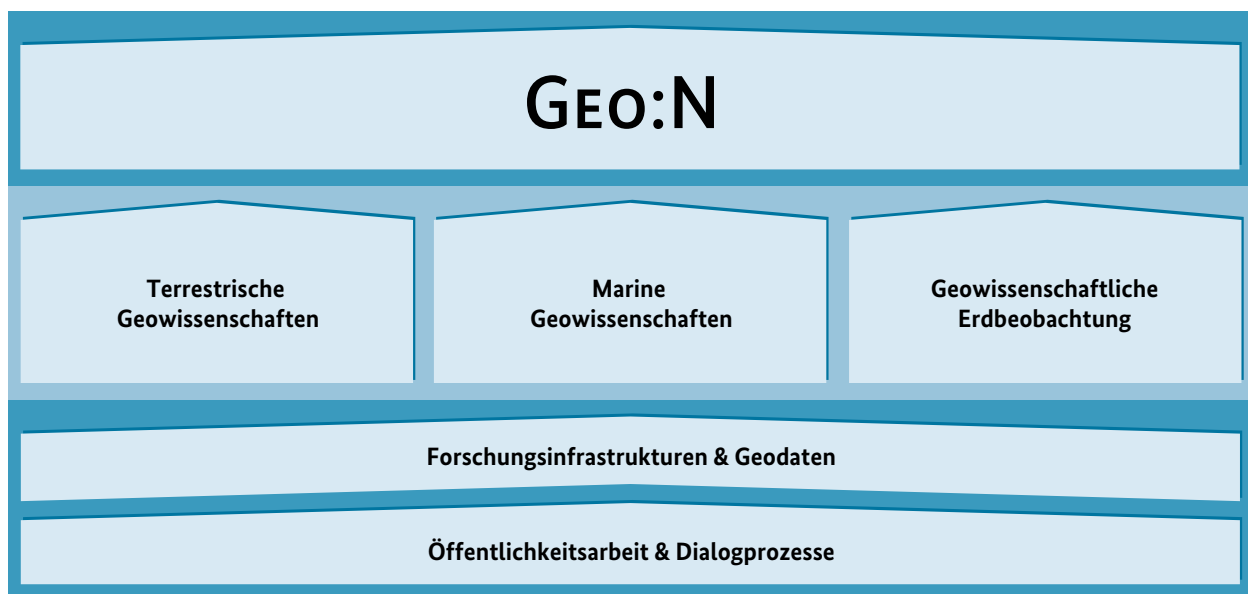 GEO:N
Terrestrische
Geowissenschaften
Marine
Geowissenschaften
Geowissenschaftliche
Erdbeobachtung
Forschungsinfrastrukturen & Geodaten
Öffentlichkeitsarbeit & Dialogprozesse